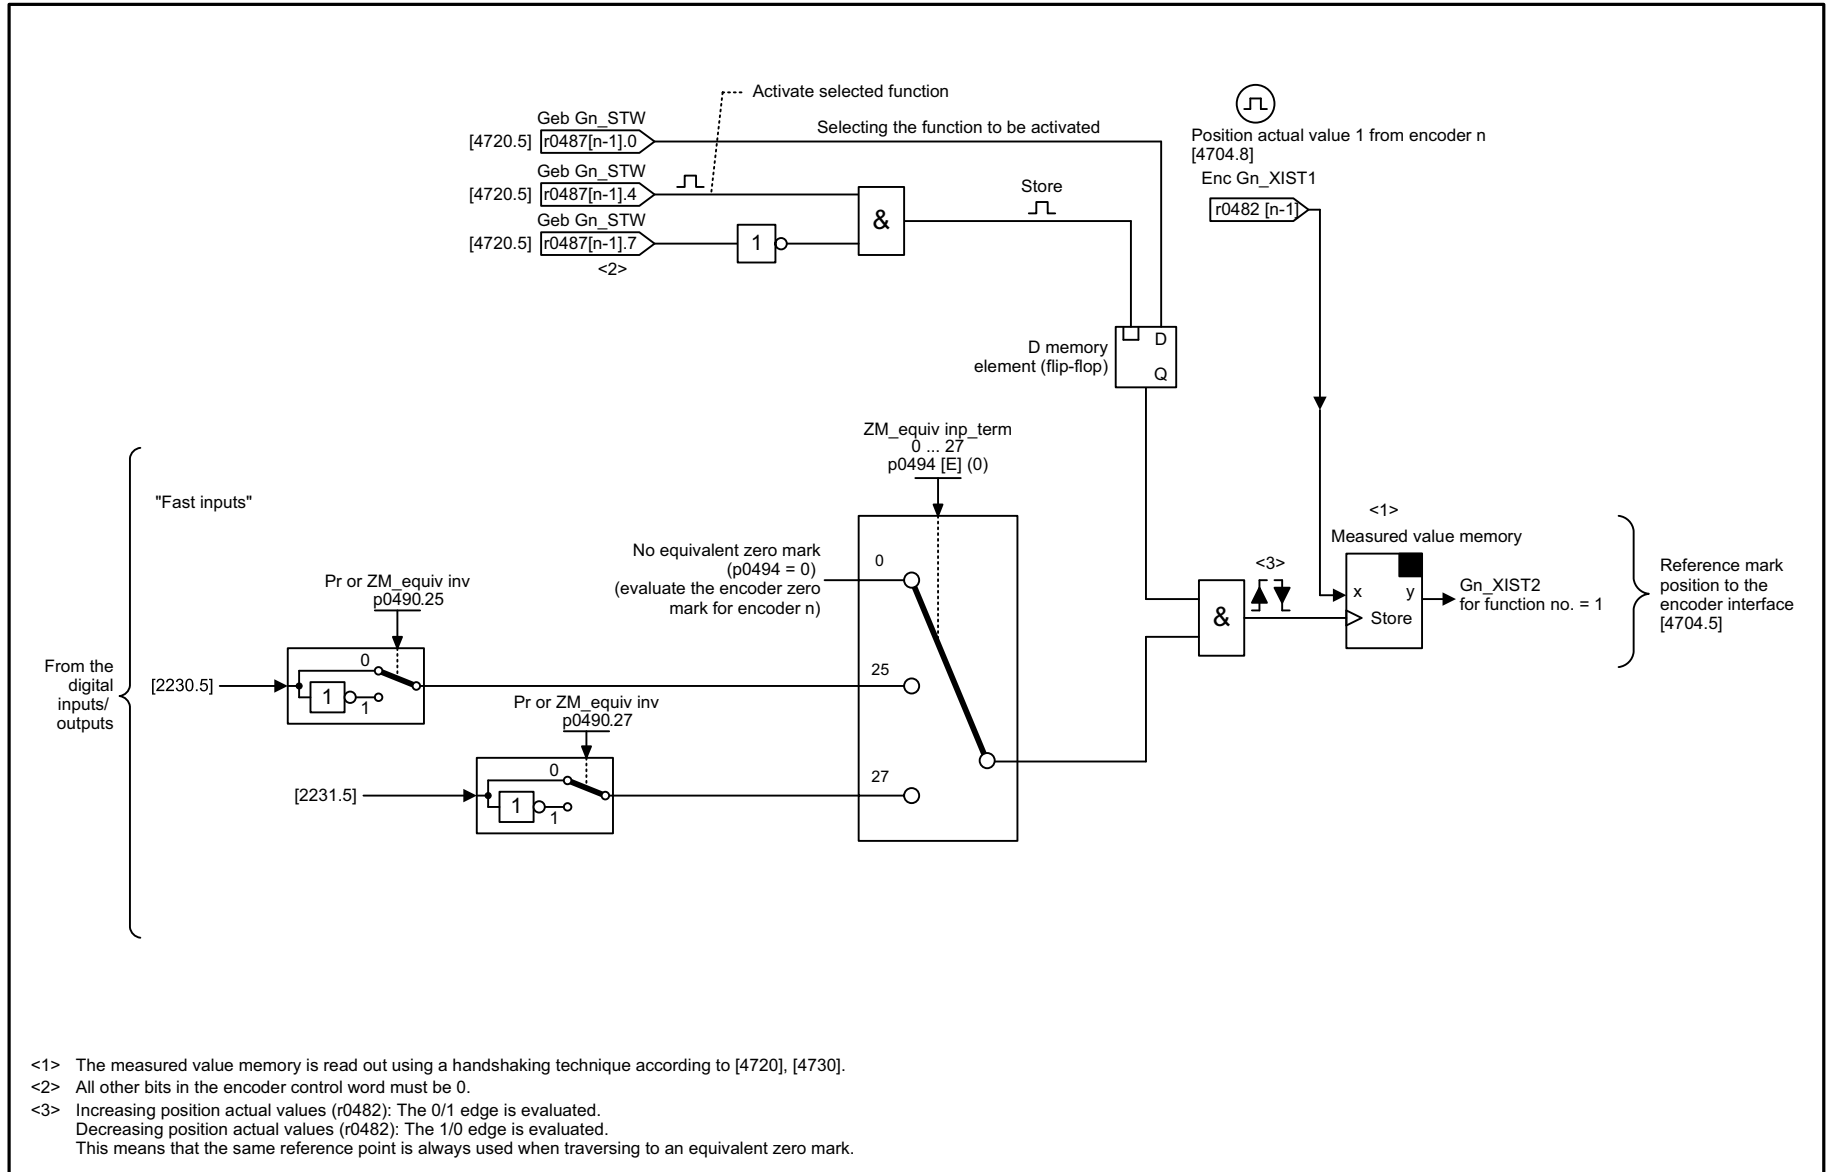 Activate selected function
Geb Gn_STW
[4720.5] r0487[n-1].0
Selecting the function to be activated
Geb Gn_STW
[4720.5] r0487[n-1].4
Geb Gn_STW
[4720.5] r0487[n-1].7
<2>
1
&
Store
Position actual value 1 from encoder n
[4704.8]
Enc Gn_XIST1
r0482 [n-1]
D memory
element (flip-flop)
D
Q
ZM_equiv inp_term
0 ... 27
p0494 [E] (0)
"Fast inputs"
No equivalent zero mark
(p0494 = 0)
(evaluate the encoder zero
mark for encoder n)
0
25
27
Pr or ZM_equiv inv
p0490.25
From the
digital
inputs/
outputs
[2230.5]
0
1
1
Pr or ZM_equiv inv
p0490.27
[2231.5]
0
1
1
&
<3>
<1>
Measured value memory
x
y
Store
Gn_XIST2
for function no. = 1
Reference mark
position to the
encoder interface
[4704.5]
<1> The measured value memory is read out using a handshaking technique according to [4720], [4730].
<2> All other bits in the encoder control word must be 0.
<3> Increasing position actual values (r0482): The 0/1 edge is evaluated.
Decreasing position actual values (r0482): The 1/0 edge is evaluated.
This means that the same reference point is always used when traversing to an equivalent zero mark.